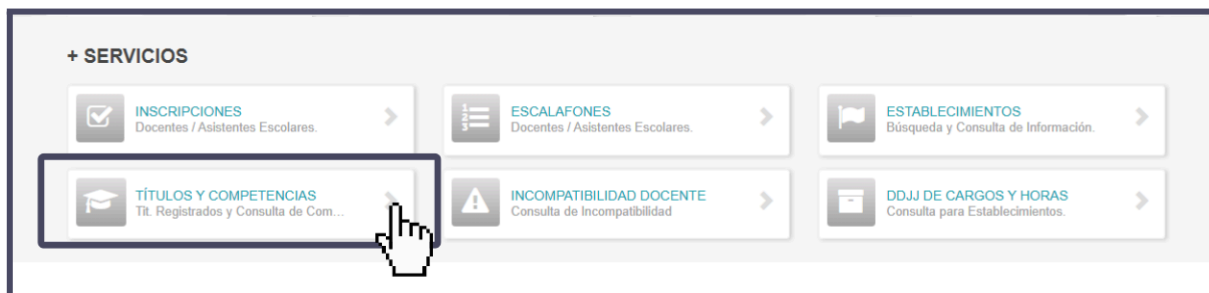 + SERVICIOS
INSCRIPCIONES
Docentes / Asistentes Escolares.
ESCALAFONES
Docentes / Asistentes Escolares.
ESTABLECIMIENTOS
Búsqueda y Consulta de Información.
TÍTULOS Y COMPETENCIAS
Tit. Registrados y Consulta de Com...
INCOMPATIBILIDAD DOCENTE
Consulta de Incompatibilidad
DDJJ DE CARGOS Y HORAS
Consulta para Establecimientos.